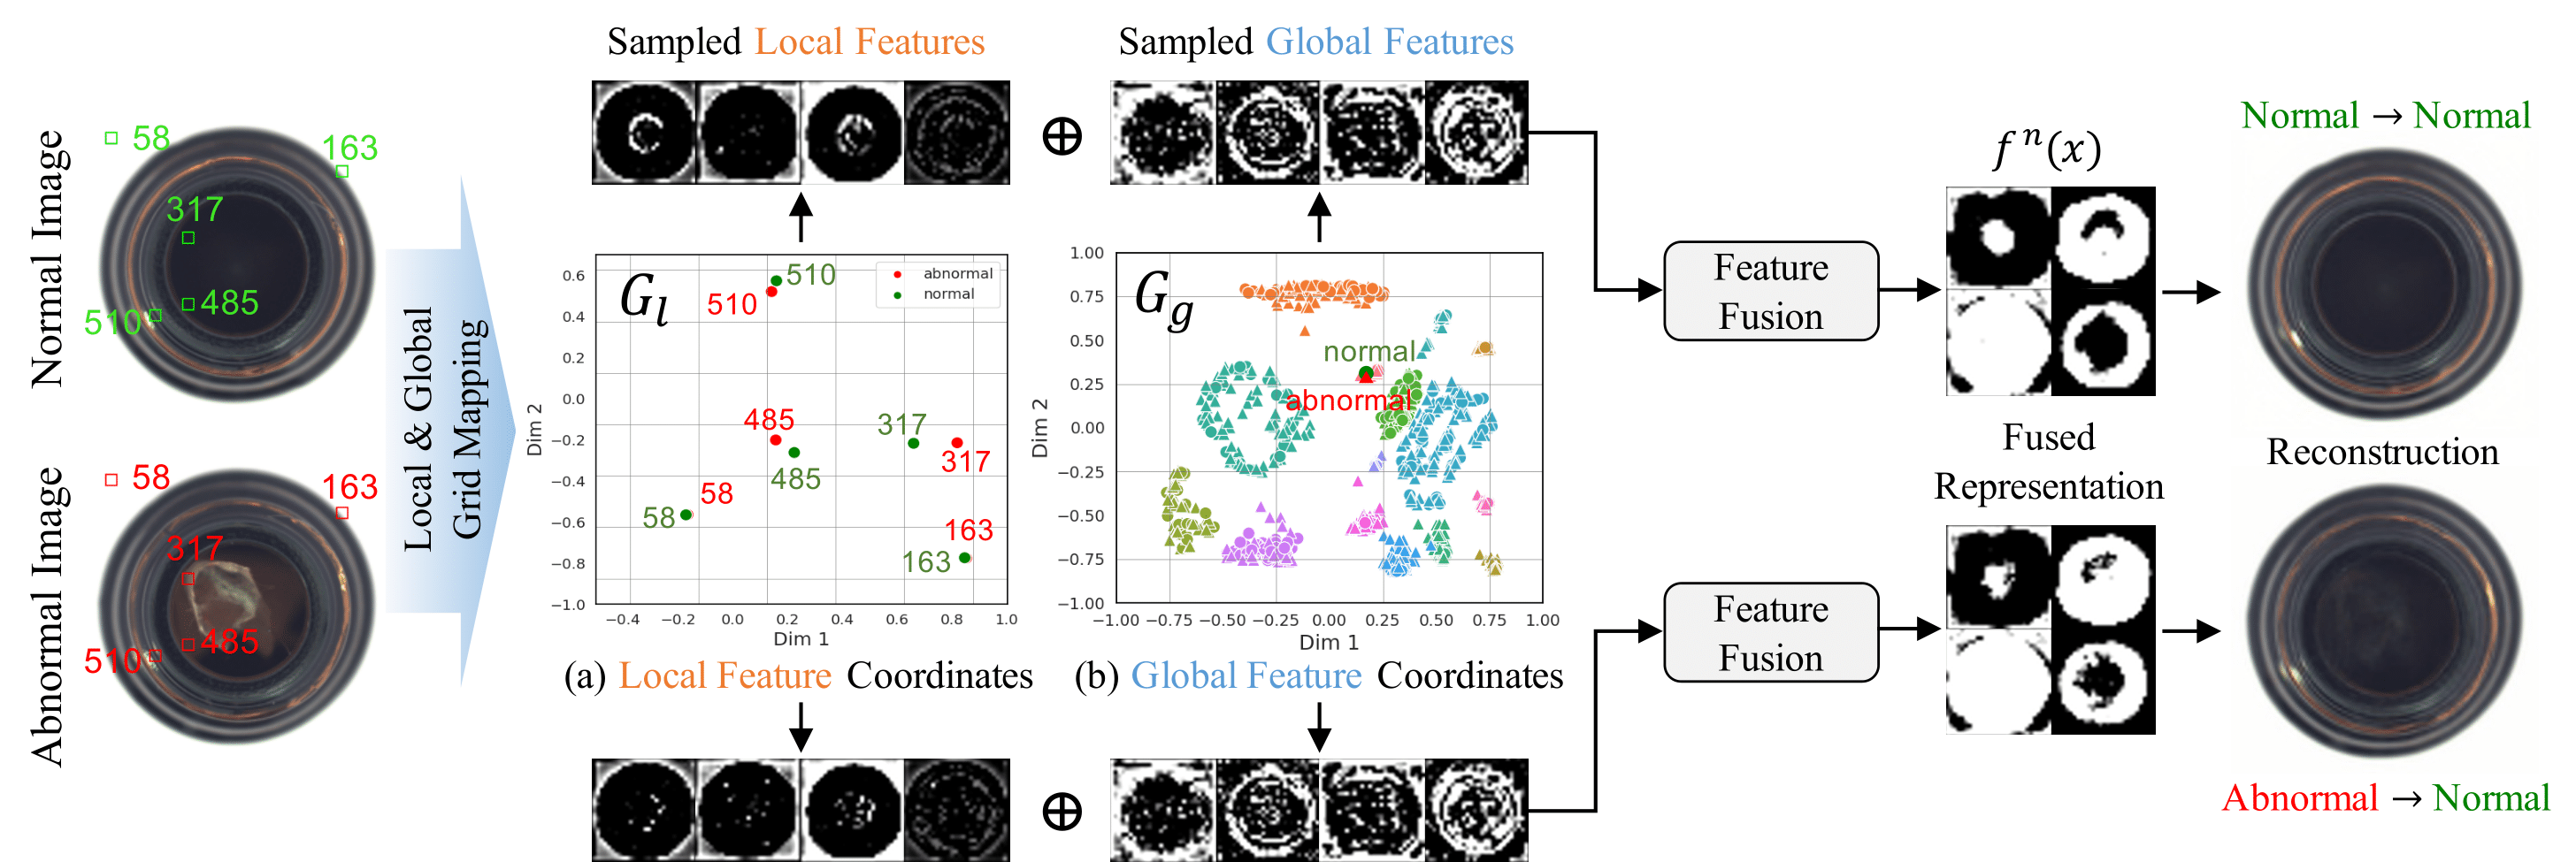 Normal Image
58
163
317
485
510
Abnormal Image
58
163
317
485
510
Local & Global
Grid Mapping
Sampled Local Features
Sampled Global Features
⊕
G_l
abnormal
normal
510
510
485
485
317
317
58
58
163
163
0.6
0.4
0.2
0.0
−0.2
−0.4
−0.6
−0.8
−1.0
Dim 2
−0.4 −0.2 0.0 0.2 0.4 0.6 0.8 1.0
Dim 1
(a) Local Feature Coordinates
G_g
normal
abnormal
1.00
0.75
0.50
0.25
0.00
−0.25
−0.50
−0.75
−1.00
Dim 2
−1.00 −0.75 −0.50 −0.25 0.00 0.25 0.50 0.75 1.00
Dim 1
(b) Global Feature Coordinates
⊕
Feature
Fusion
Feature
Fusion
f^n(x)
Fused
Representation
Normal → Normal
Reconstruction
Abnormal → Normal